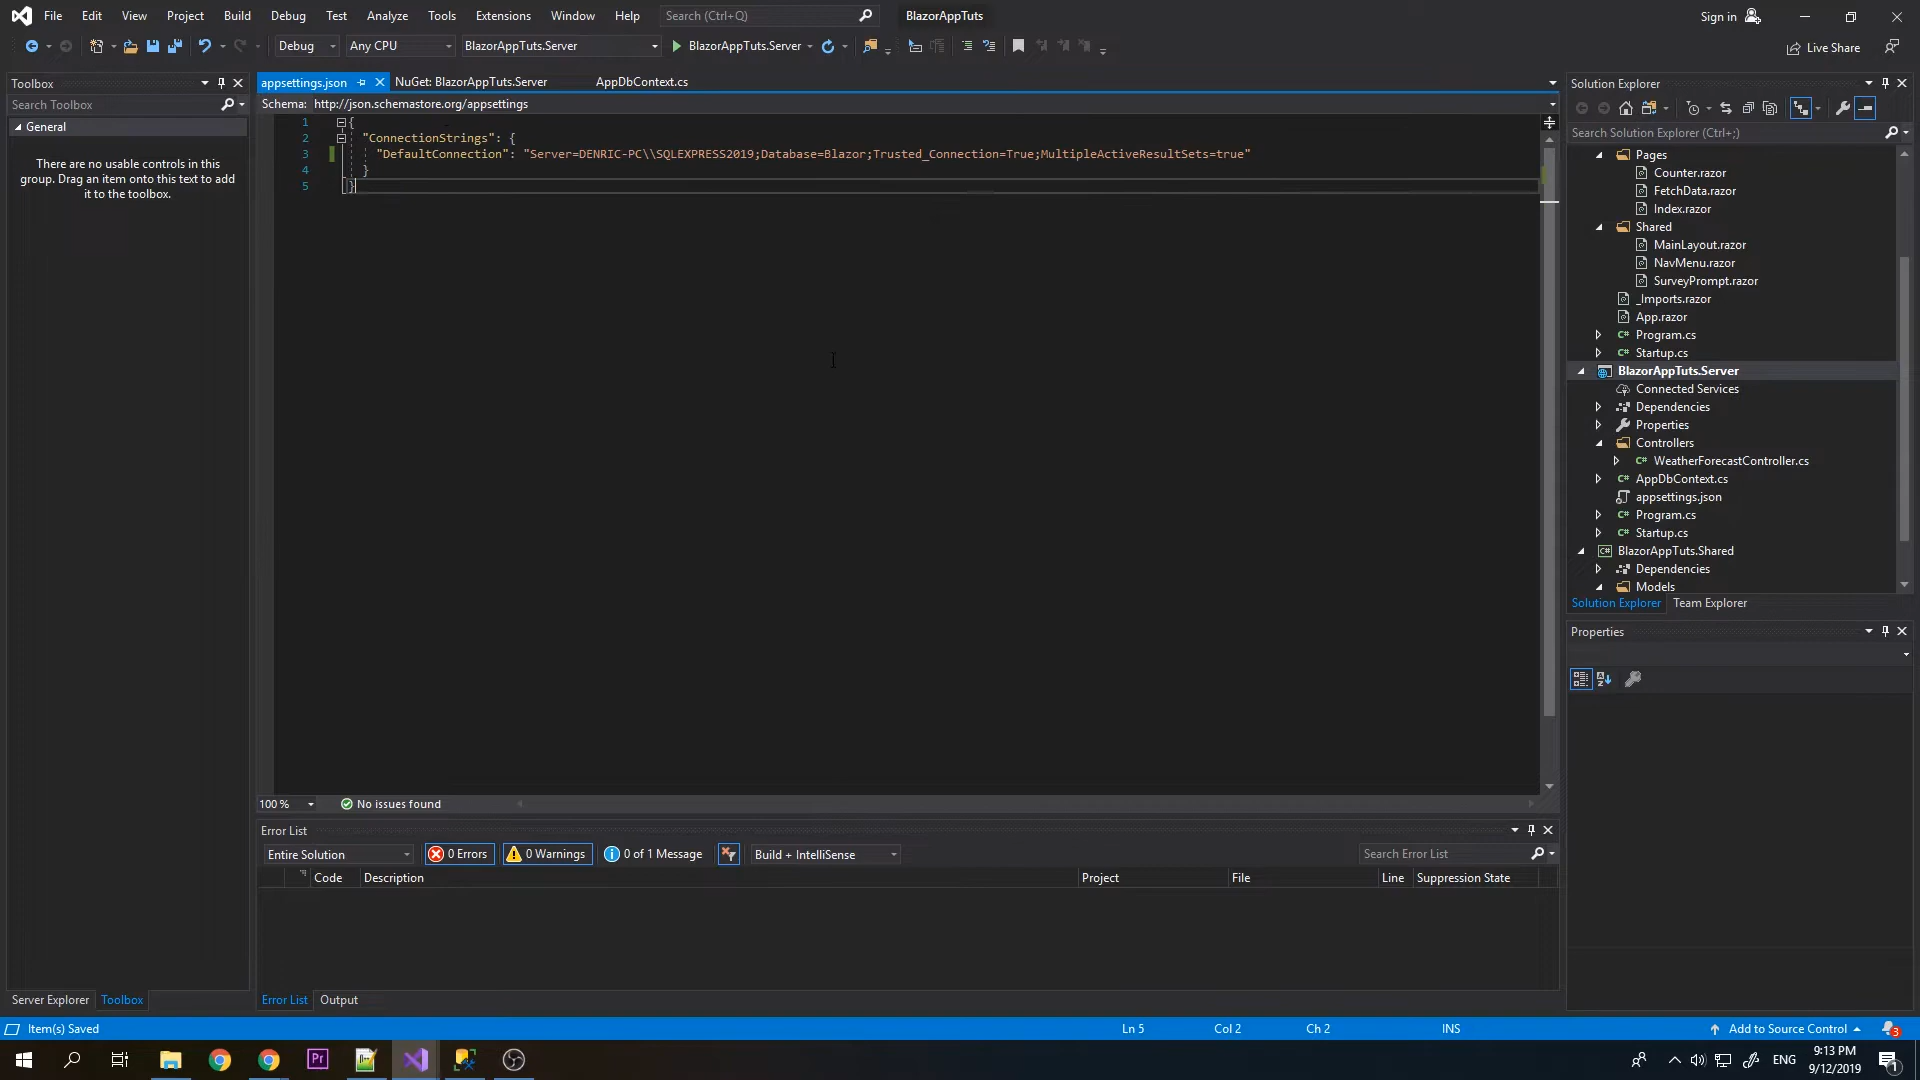 File Edit View Project Build Debug Test Analyze Tools Extensions Window Help Search (Ctrl+Q) BlazorAppTuts Sign in
Debug Any CPU BlazorAppTuts.Server BlazorAppTuts.Server Live Share
Toolbox
Search Toolbox
General
There are no usable controls in this
group. Drag an item onto this text to add
it to the toolbox.
Server Explorer Toolbox
appsettings.json NuGet: BlazorAppTuts.Server AppDbContext.cs
Schema: http://json.schemastore.org/appsettings
1 {
2 "ConnectionStrings": {
3 "DefaultConnection": "Server=DENRIC-PC\\SQLEXPRESS2019;Database=Blazor;Trusted_Connection=True;MultipleActiveResultSets=true"
4 }
5 }
100 % No issues found
Error List
Entire Solution 0 Errors 0 Warnings 0 of 1 Message Build + IntelliSense Search Error List
Code Description Project File Line Suppression State
Error List Output
Solution Explorer
Search Solution Explorer (Ctrl+;)
Pages
Counter.razor
FetchData.razor
Index.razor
Shared
MainLayout.razor
NavMenu.razor
SurveyPrompt.razor
_Imports.razor
App.razor
C# Program.cs
C# Startup.cs
BlazorAppTuts.Server
Connected Services
Dependencies
Properties
Controllers
C# WeatherForecastController.cs
C# AppDbContext.cs
appsettings.json
C# Program.cs
C# Startup.cs
C# BlazorAppTuts.Shared
Dependencies
Models
Solution Explorer Team Explorer
Properties
Item(s) Saved Ln 5 Col 2 Ch 2 INS Add to Source Control 3
Pr ENG 9:13 PM
9/12/2019 1